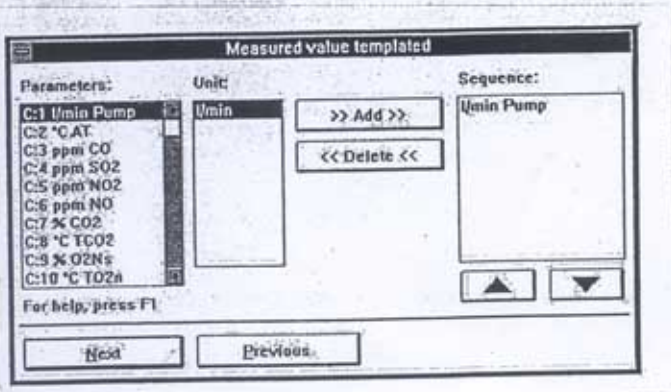 Measured value templated
Parameters:
Unit:
Sequence:
C:1 l/min Pump
C:2 °C AT
C:3 ppm CO
C:4 ppm SO2
C:5 ppm NO2
C:6 ppm NO
C:7 % CO2
C:8 °C TCO2
C:9 % O2Ns
C:10 °C TO2n
l/min
>> Add >>
<< Delete <<
l/min Pump
For help, press F1
Next
Previous